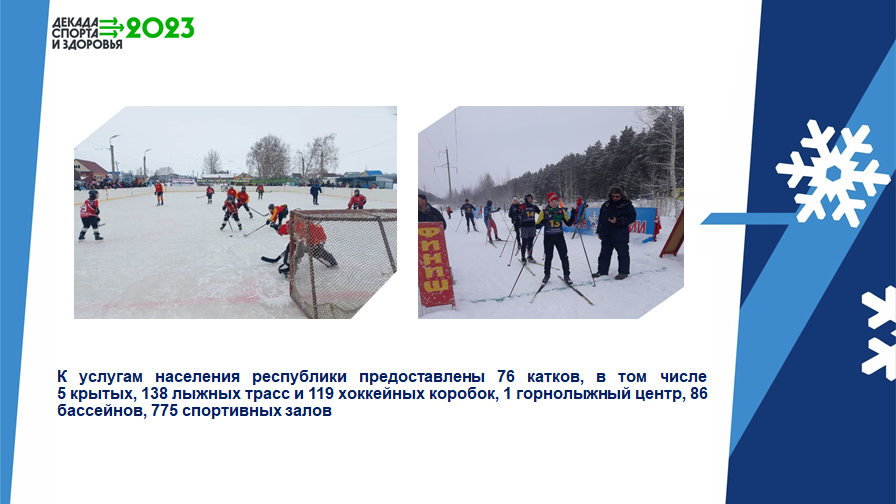 ДЕКАДА
СПОРТА
И ЗДОРОВЬЯ
2023
ФИНИШ
15
К услугам населения республики предоставлены 76 катков, в том числе
5 крытых, 138 лыжных трасс и 119 хоккейных коробок, 1 горнолыжный центр, 86
бассейнов, 775 спортивных залов